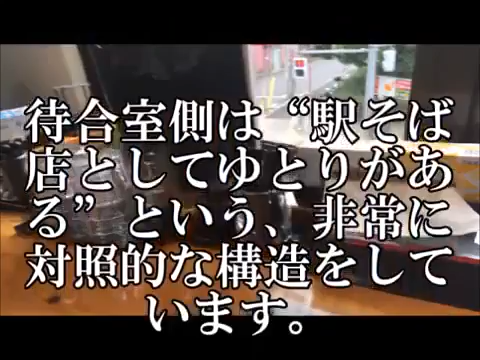 待合室側は“駅そば
店としてゆとりがあ
る”という、非常に
対照的な構造をして
います。